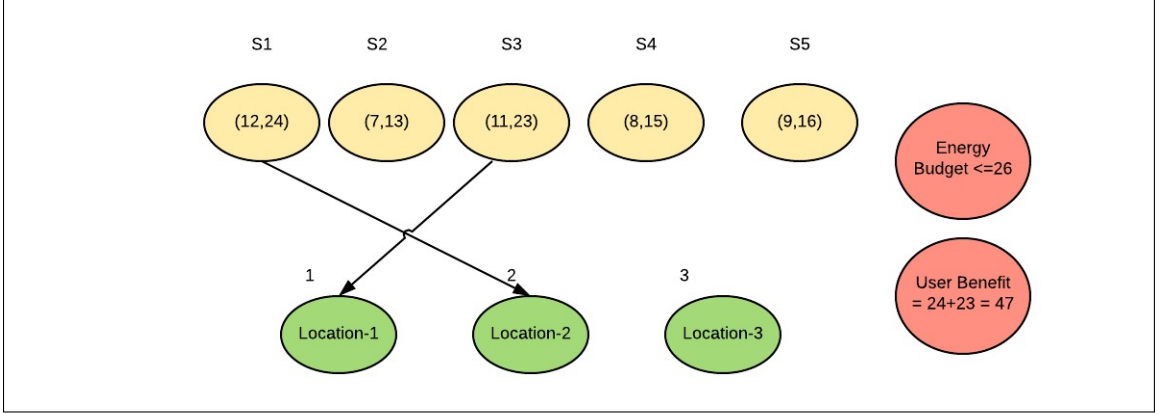 S1
S2
S3
S4
S5
(12,24)
(7,13)
(11,23)
(8,15)
(9,16)
Energy
Budget <=26
1
2
3
User Benefit
= 24+23 = 47
Location-1
Location-2
Location-3